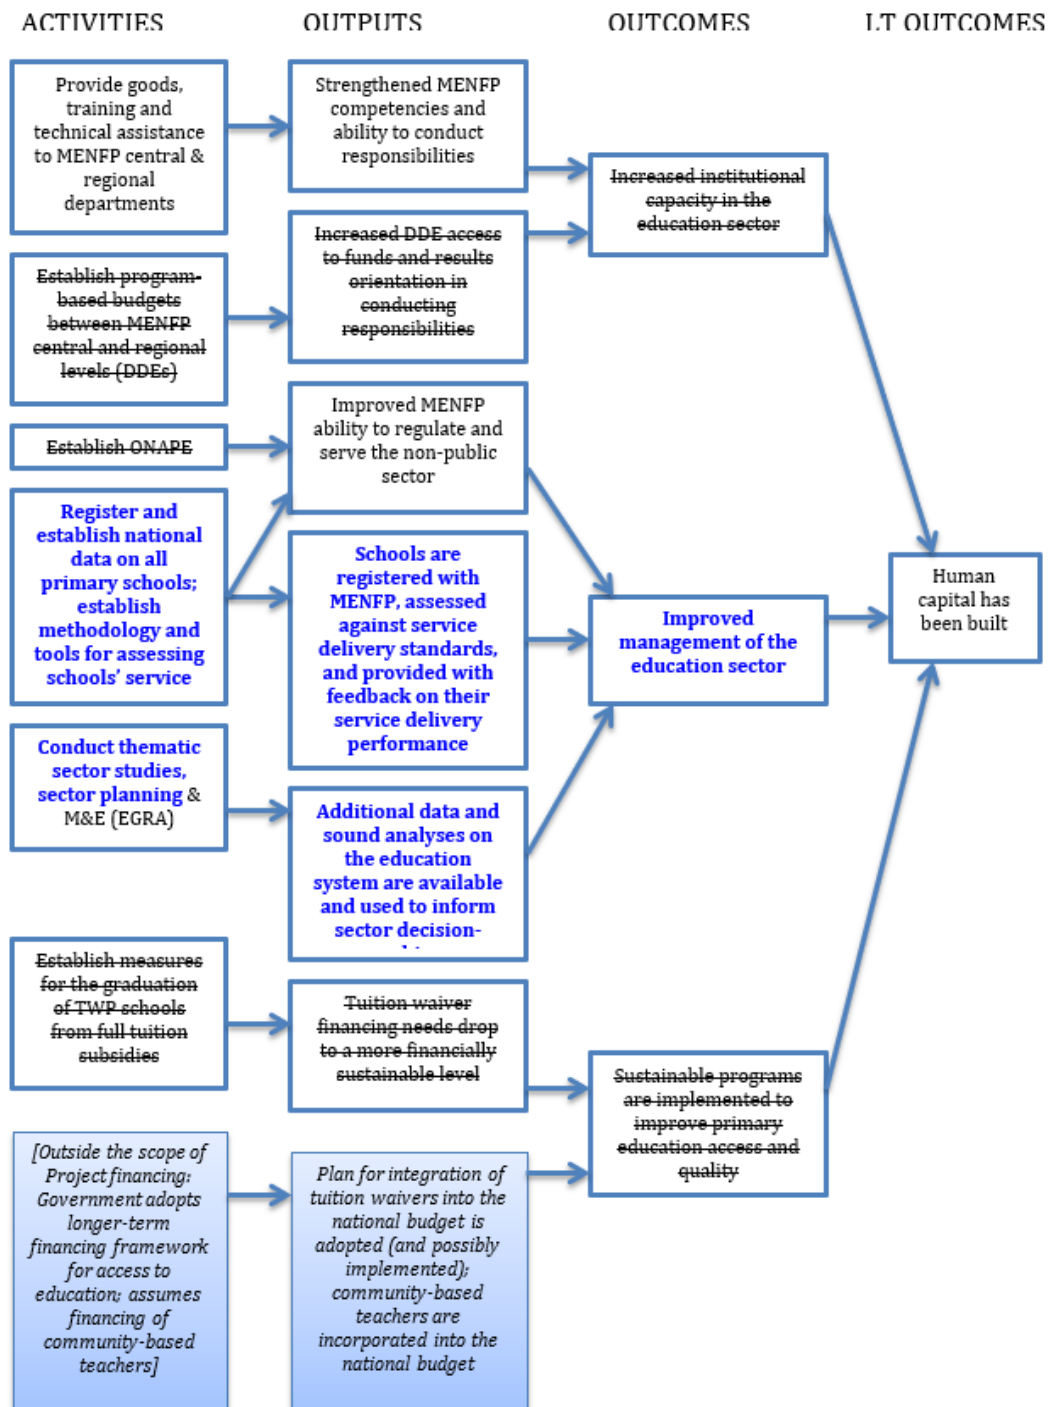 ACTIVITIES
OUTPUTS
OUTCOMES
LT OUTCOMES
Provide goods,
training and
technical assistance
to MENFP central &
regional
departments
Strengthened MENFP
competencies and
ability to conduct
responsibilities
Increased institutional
capacity in the
education sector
Establish program-
based budgets
between MENFP
central and regional
levels (DDEs)
Increased DDE access
to funds and results
orientation in
conducting
responsibilities
Establish ONAPE
Improved MENFP
ability to regulate and
serve the non-public
sector
Register and
establish national
data on all
primary schools;
establish
methodology and
tools for assessing
schools' service
Schools are
registered with
MENFP, assessed
against service
delivery standards,
and provided with
feedback on their
service delivery
performance
Improved
management of the
education sector
Human
capital has
been built
Conduct thematic
sector studies,
sector planning &
M&E (EGRA)
Additional data and
sound analyses on
the education
system are available
and used to inform
sector decision-
Establish measures
for the graduation
of TWP schools
from full tuition
subsidies
Tuition waiver
financing needs drop
to a more financially
sustainable level
Sustainable programs
are implemented to
improve primary
education access and
quality
[Outside the scope of
Project financing:
Government adopts
longer-term
financing framework
for access to
education; assumes
financing of
community-based
teachers]
Plan for integration of
tuition waivers into the
national budget is
adopted (and possibly
implemented);
community-based
teachers are
incorporated into the
national budget